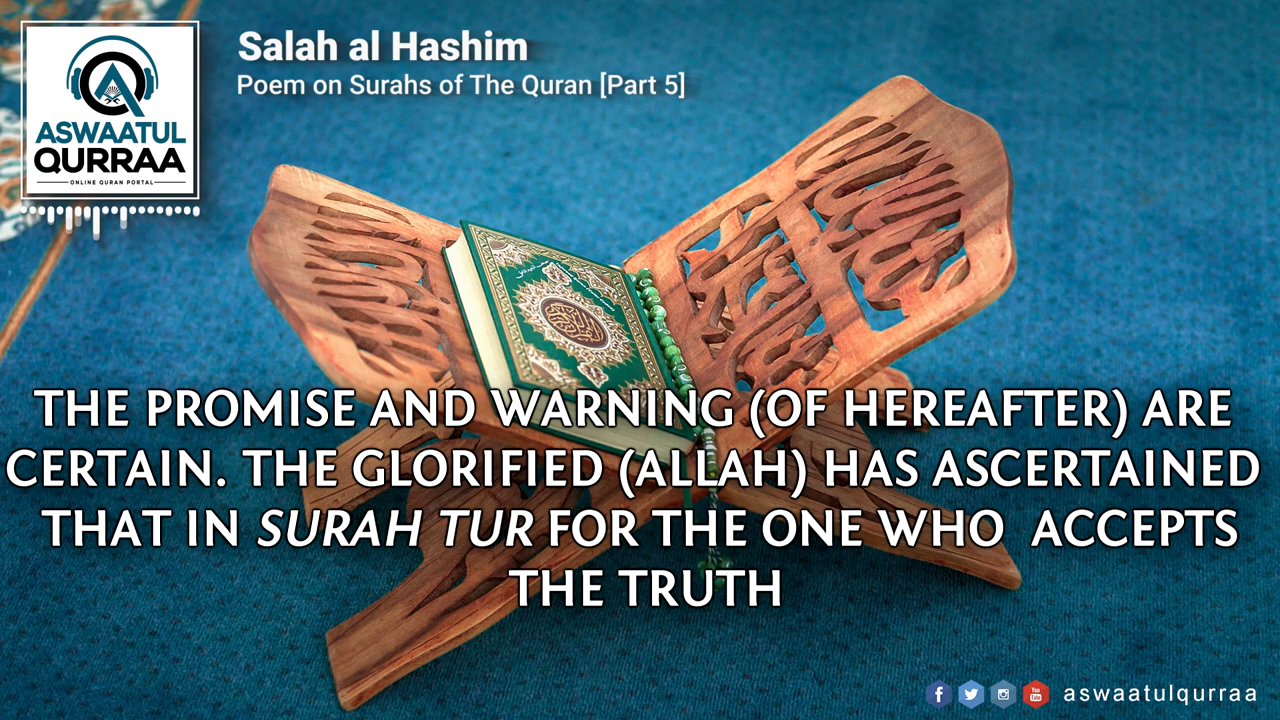 ASWAATUL
QURRAA
ONLINE QURAN PORTAL
Salah al Hashim
Poem on Surahs of The Quran [Part 5]
THE PROMISE AND WARNING (OF HEREAFTER) ARE
CERTAIN. THE GLORIFIED (ALLAH) HAS ASCERTAINED
THAT IN SURAH TUR FOR THE ONE WHO  ACCEPTS
THE TRUTH
aswaatulqurraa